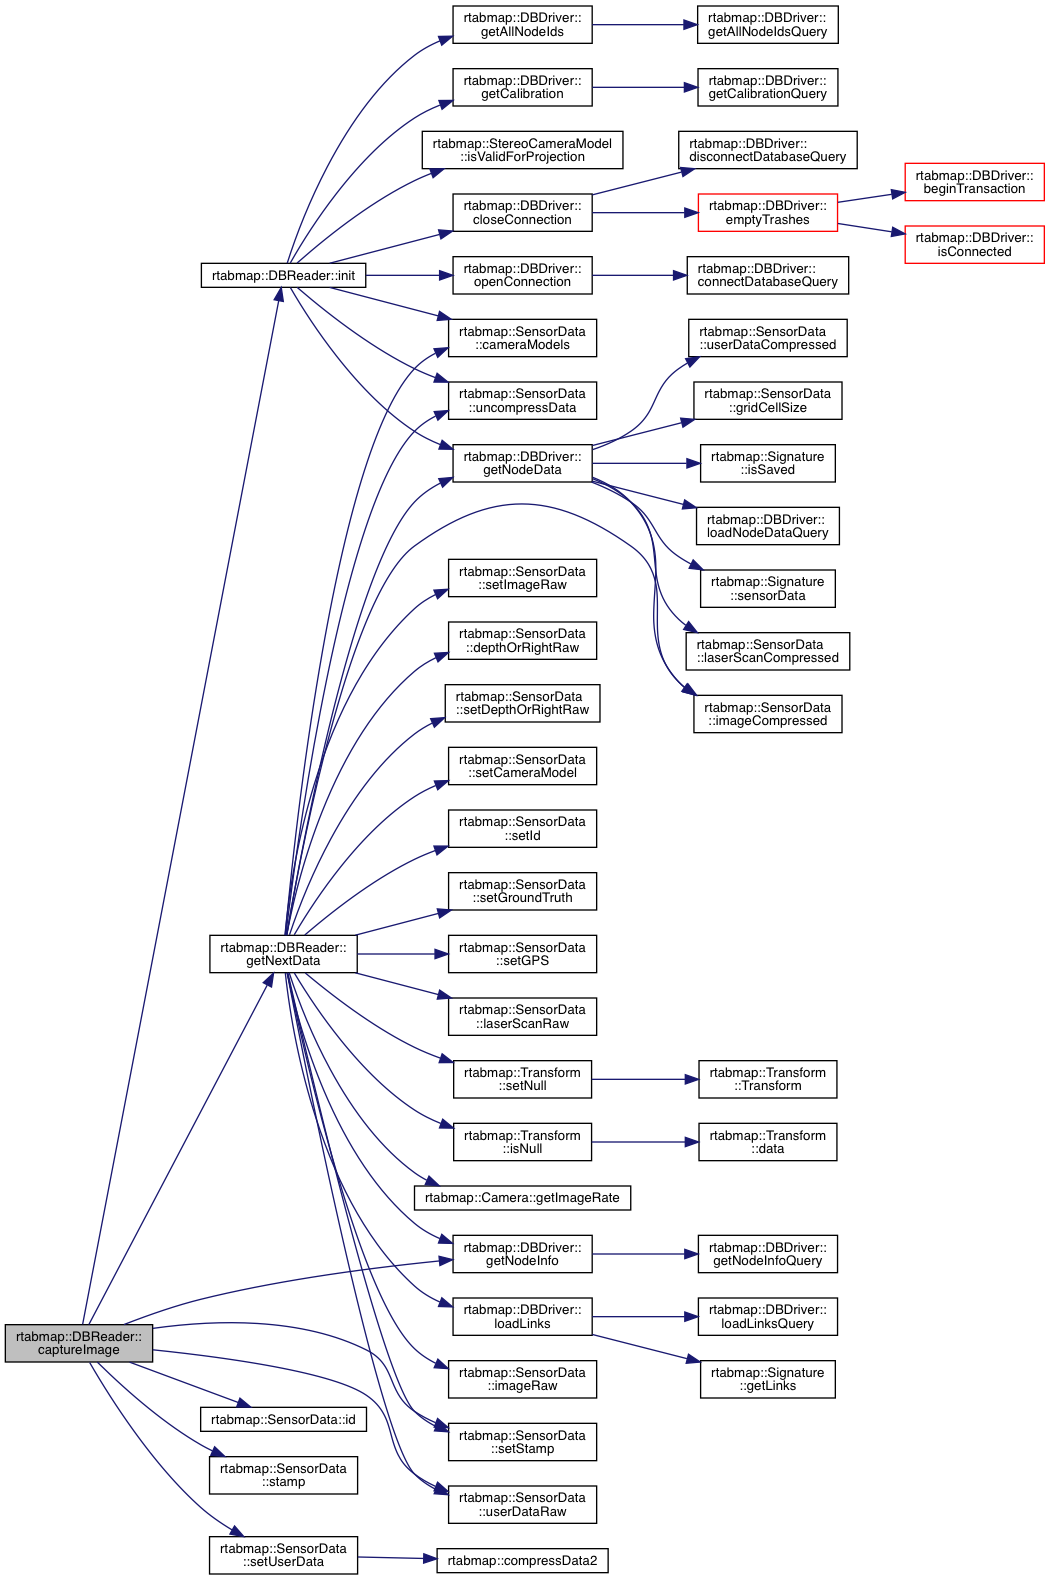 rtabmap::DBDriver::
getAllNodeIds
rtabmap::DBDriver::
getAllNodeIdsQuery
rtabmap::DBDriver::
getCalibration
rtabmap::DBDriver::
getCalibrationQuery
rtabmap::StereoCameraModel
::isValidForProjection
rtabmap::DBDriver::
disconnectDatabaseQuery
rtabmap::DBDriver::
beginTransaction
rtabmap::DBDriver::
closeConnection
rtabmap::DBDriver::
emptyTrashes
rtabmap::DBDriver::
isConnected
rtabmap::DBReader::init
rtabmap::DBDriver::
openConnection
rtabmap::DBDriver::
connectDatabaseQuery
rtabmap::SensorData
::cameraModels
rtabmap::SensorData
::userDataCompressed
rtabmap::SensorData
::uncompressData
rtabmap::SensorData
::gridCellSize
rtabmap::DBDriver::
getNodeData
rtabmap::Signature
::isSaved
rtabmap::DBDriver::
loadNodeDataQuery
rtabmap::SensorData
::setImageRaw
rtabmap::Signature
::sensorData
rtabmap::SensorData
::depthOrRightRaw
rtabmap::SensorData
::laserScanCompressed
rtabmap::SensorData
::setDepthOrRightRaw
rtabmap::SensorData
::imageCompressed
rtabmap::SensorData
::setCameraModel
rtabmap::SensorData
::setId
rtabmap::SensorData
::setGroundTruth
rtabmap::DBReader::
getNextData
rtabmap::SensorData
::setGPS
rtabmap::SensorData
::laserScanRaw
rtabmap::Transform
::setNull
rtabmap::Transform
::Transform
rtabmap::Transform
::isNull
rtabmap::Transform
::data
rtabmap::Camera::getImageRate
rtabmap::DBDriver::
getNodeInfo
rtabmap::DBDriver::
getNodeInfoQuery
rtabmap::DBDriver::
loadLinks
rtabmap::DBDriver::
loadLinksQuery
rtabmap::DBReader::
captureImage
rtabmap::SensorData
::imageRaw
rtabmap::Signature
::getLinks
rtabmap::SensorData::id
rtabmap::SensorData
::setStamp
rtabmap::SensorData
::stamp
rtabmap::SensorData
::userDataRaw
rtabmap::SensorData
::setUserData
rtabmap::compressData2